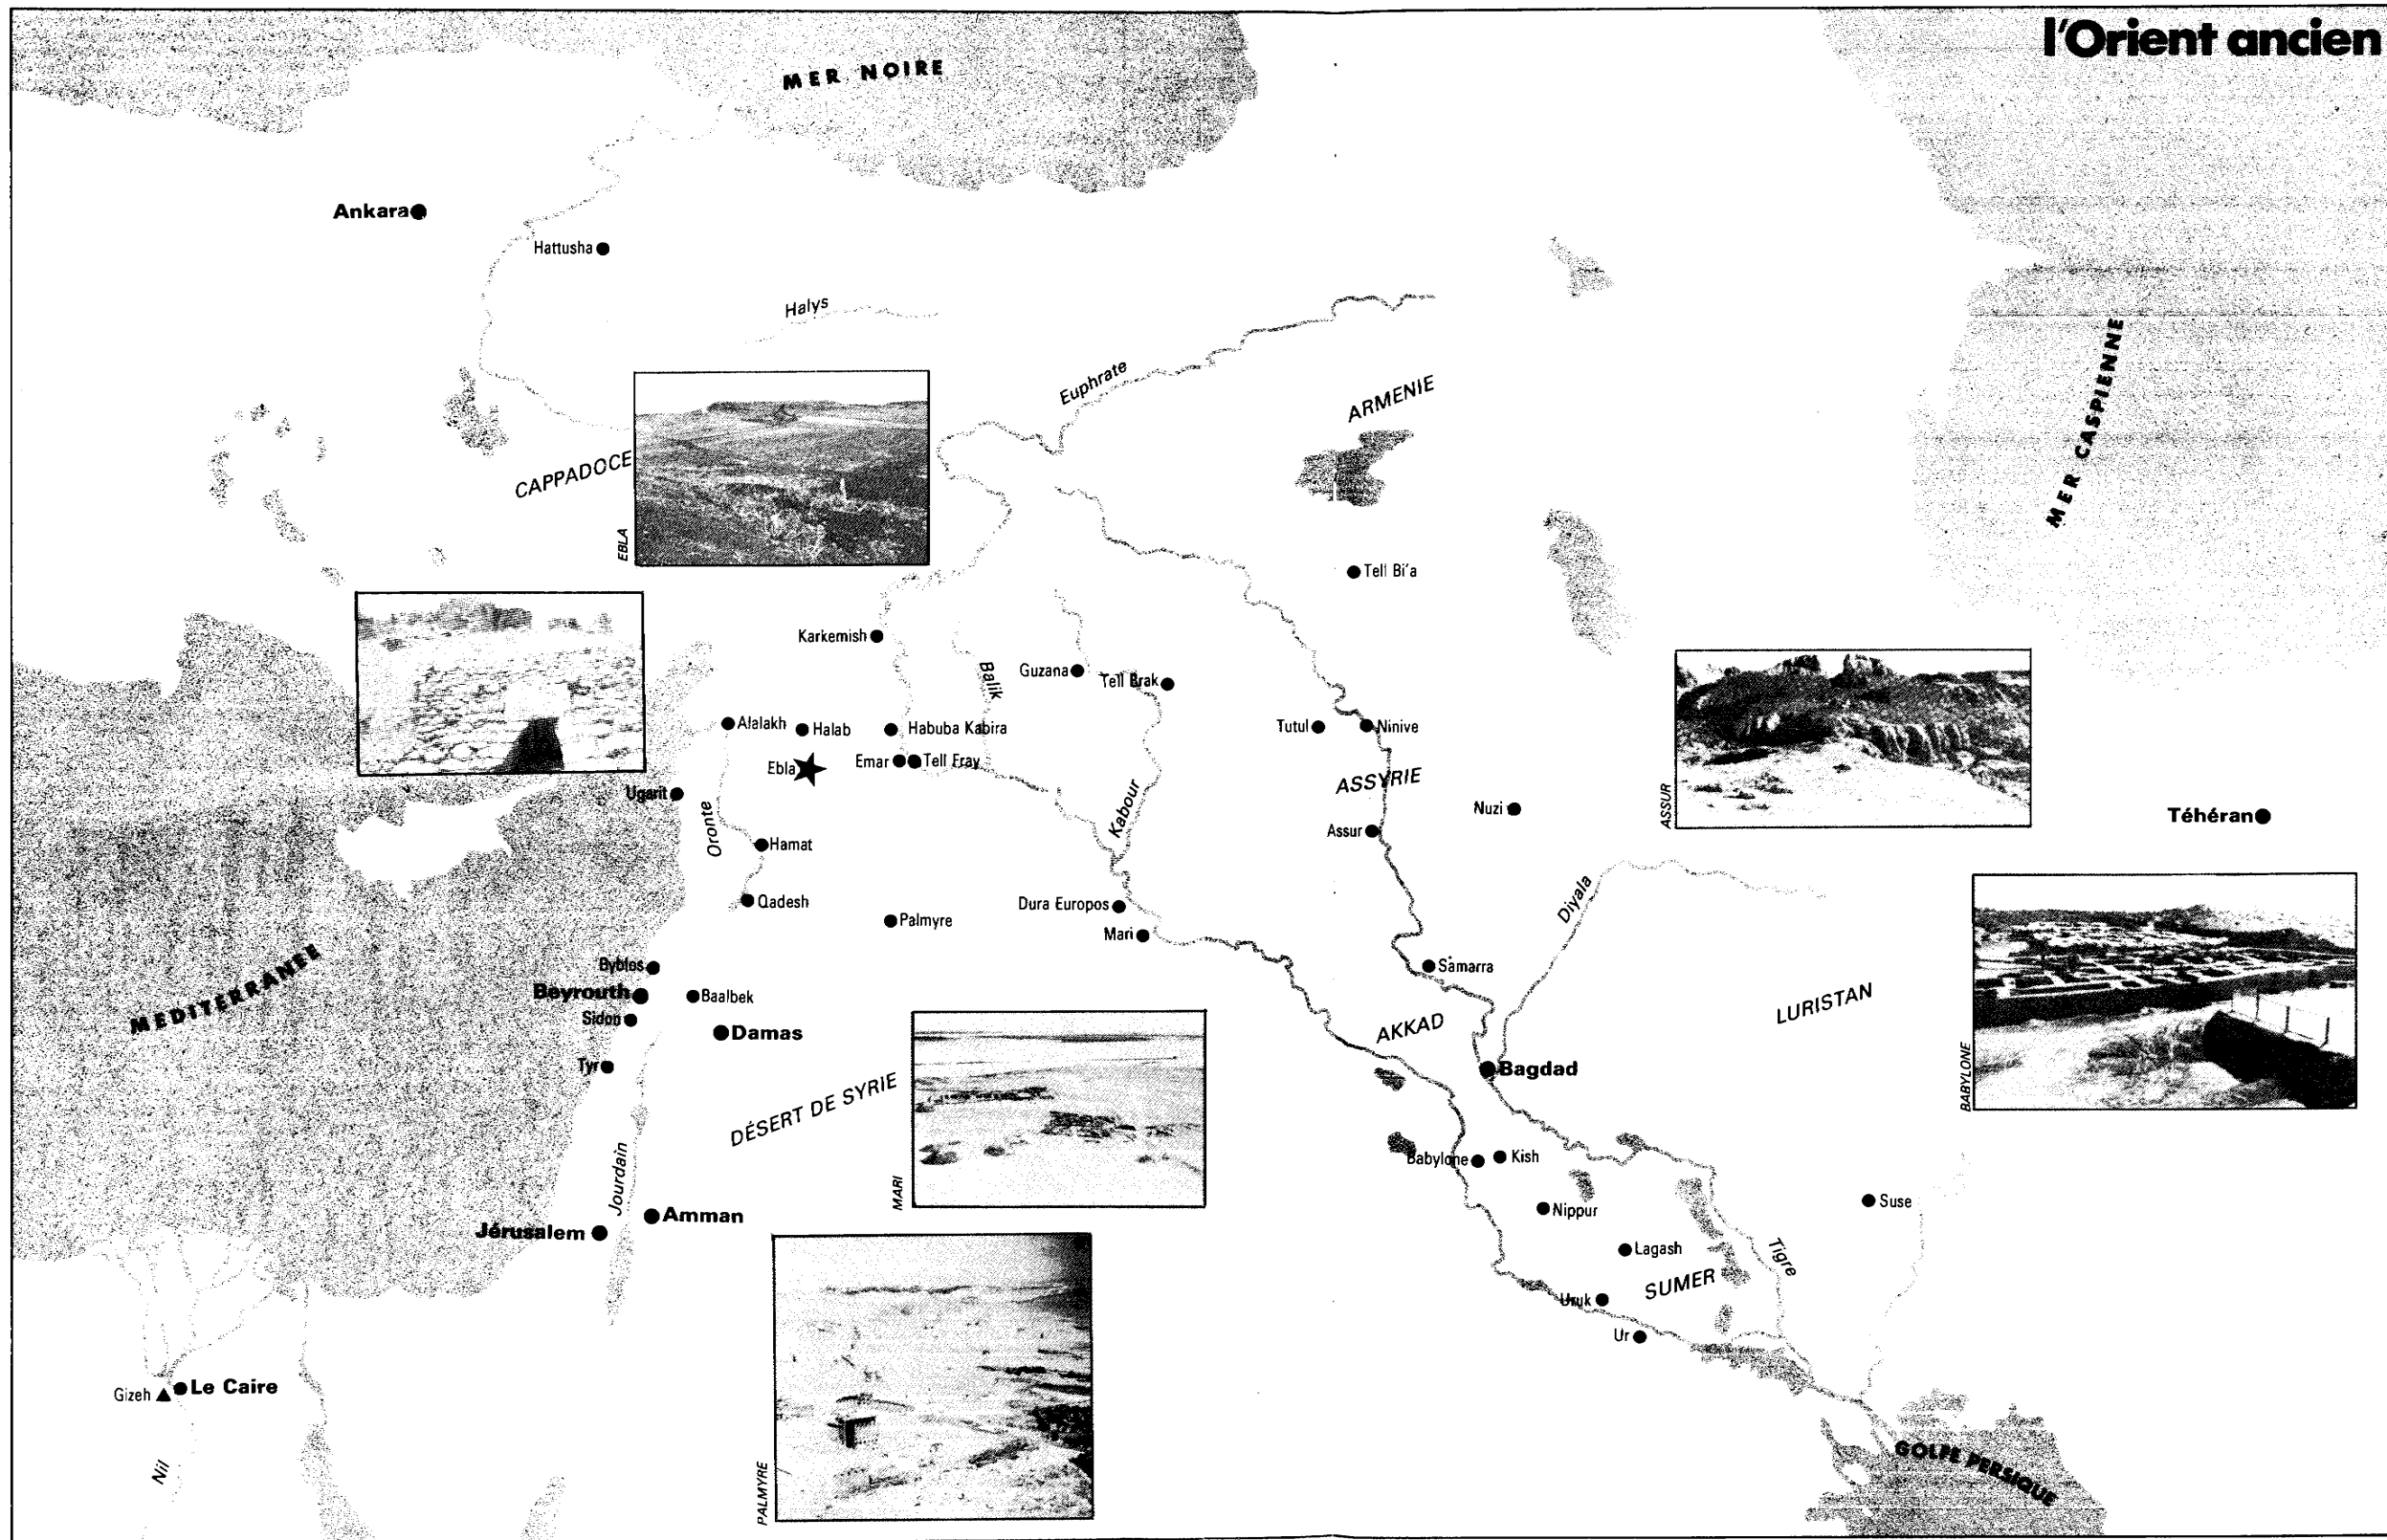 l'Orient ancien
MER NOIRE
Ankara
Hattusha
Halys
Euphrate
ARMENIE
MER CASPIENNE
CAPPADOCE
EBLA
Tell Bi'a
Karkemish
Balik
Guzana
Tell Brak
Alalakh
Halab
Habuba Kabira
Tutul
Ninive
Ebla
Emar
Tell Fray
ASSYRIE
ASSUR
Ugarit
Oronte
Kabour
Nuzi
Téhéran
Assur
Hamat
Diyala
Qadesh
Palmyre
Dura Europos
Mari
MEDITERRANÉE
Byblos
Samarra
Beyrouth
Baalbek
LURISTAN
Sidon
Damas
AKKAD
Tyr
Bagdad
BABYLONE
DÉSERT DE SYRIE
MARI
Babylone
Kish
Jourdain
Suse
Nippur
Jérusalem
Amman
Lagash
Tigre
SUMER
Uruk
Ur
Gizeh
Le Caire
Nil
PALMYRE
GOLFE PERSIQUE